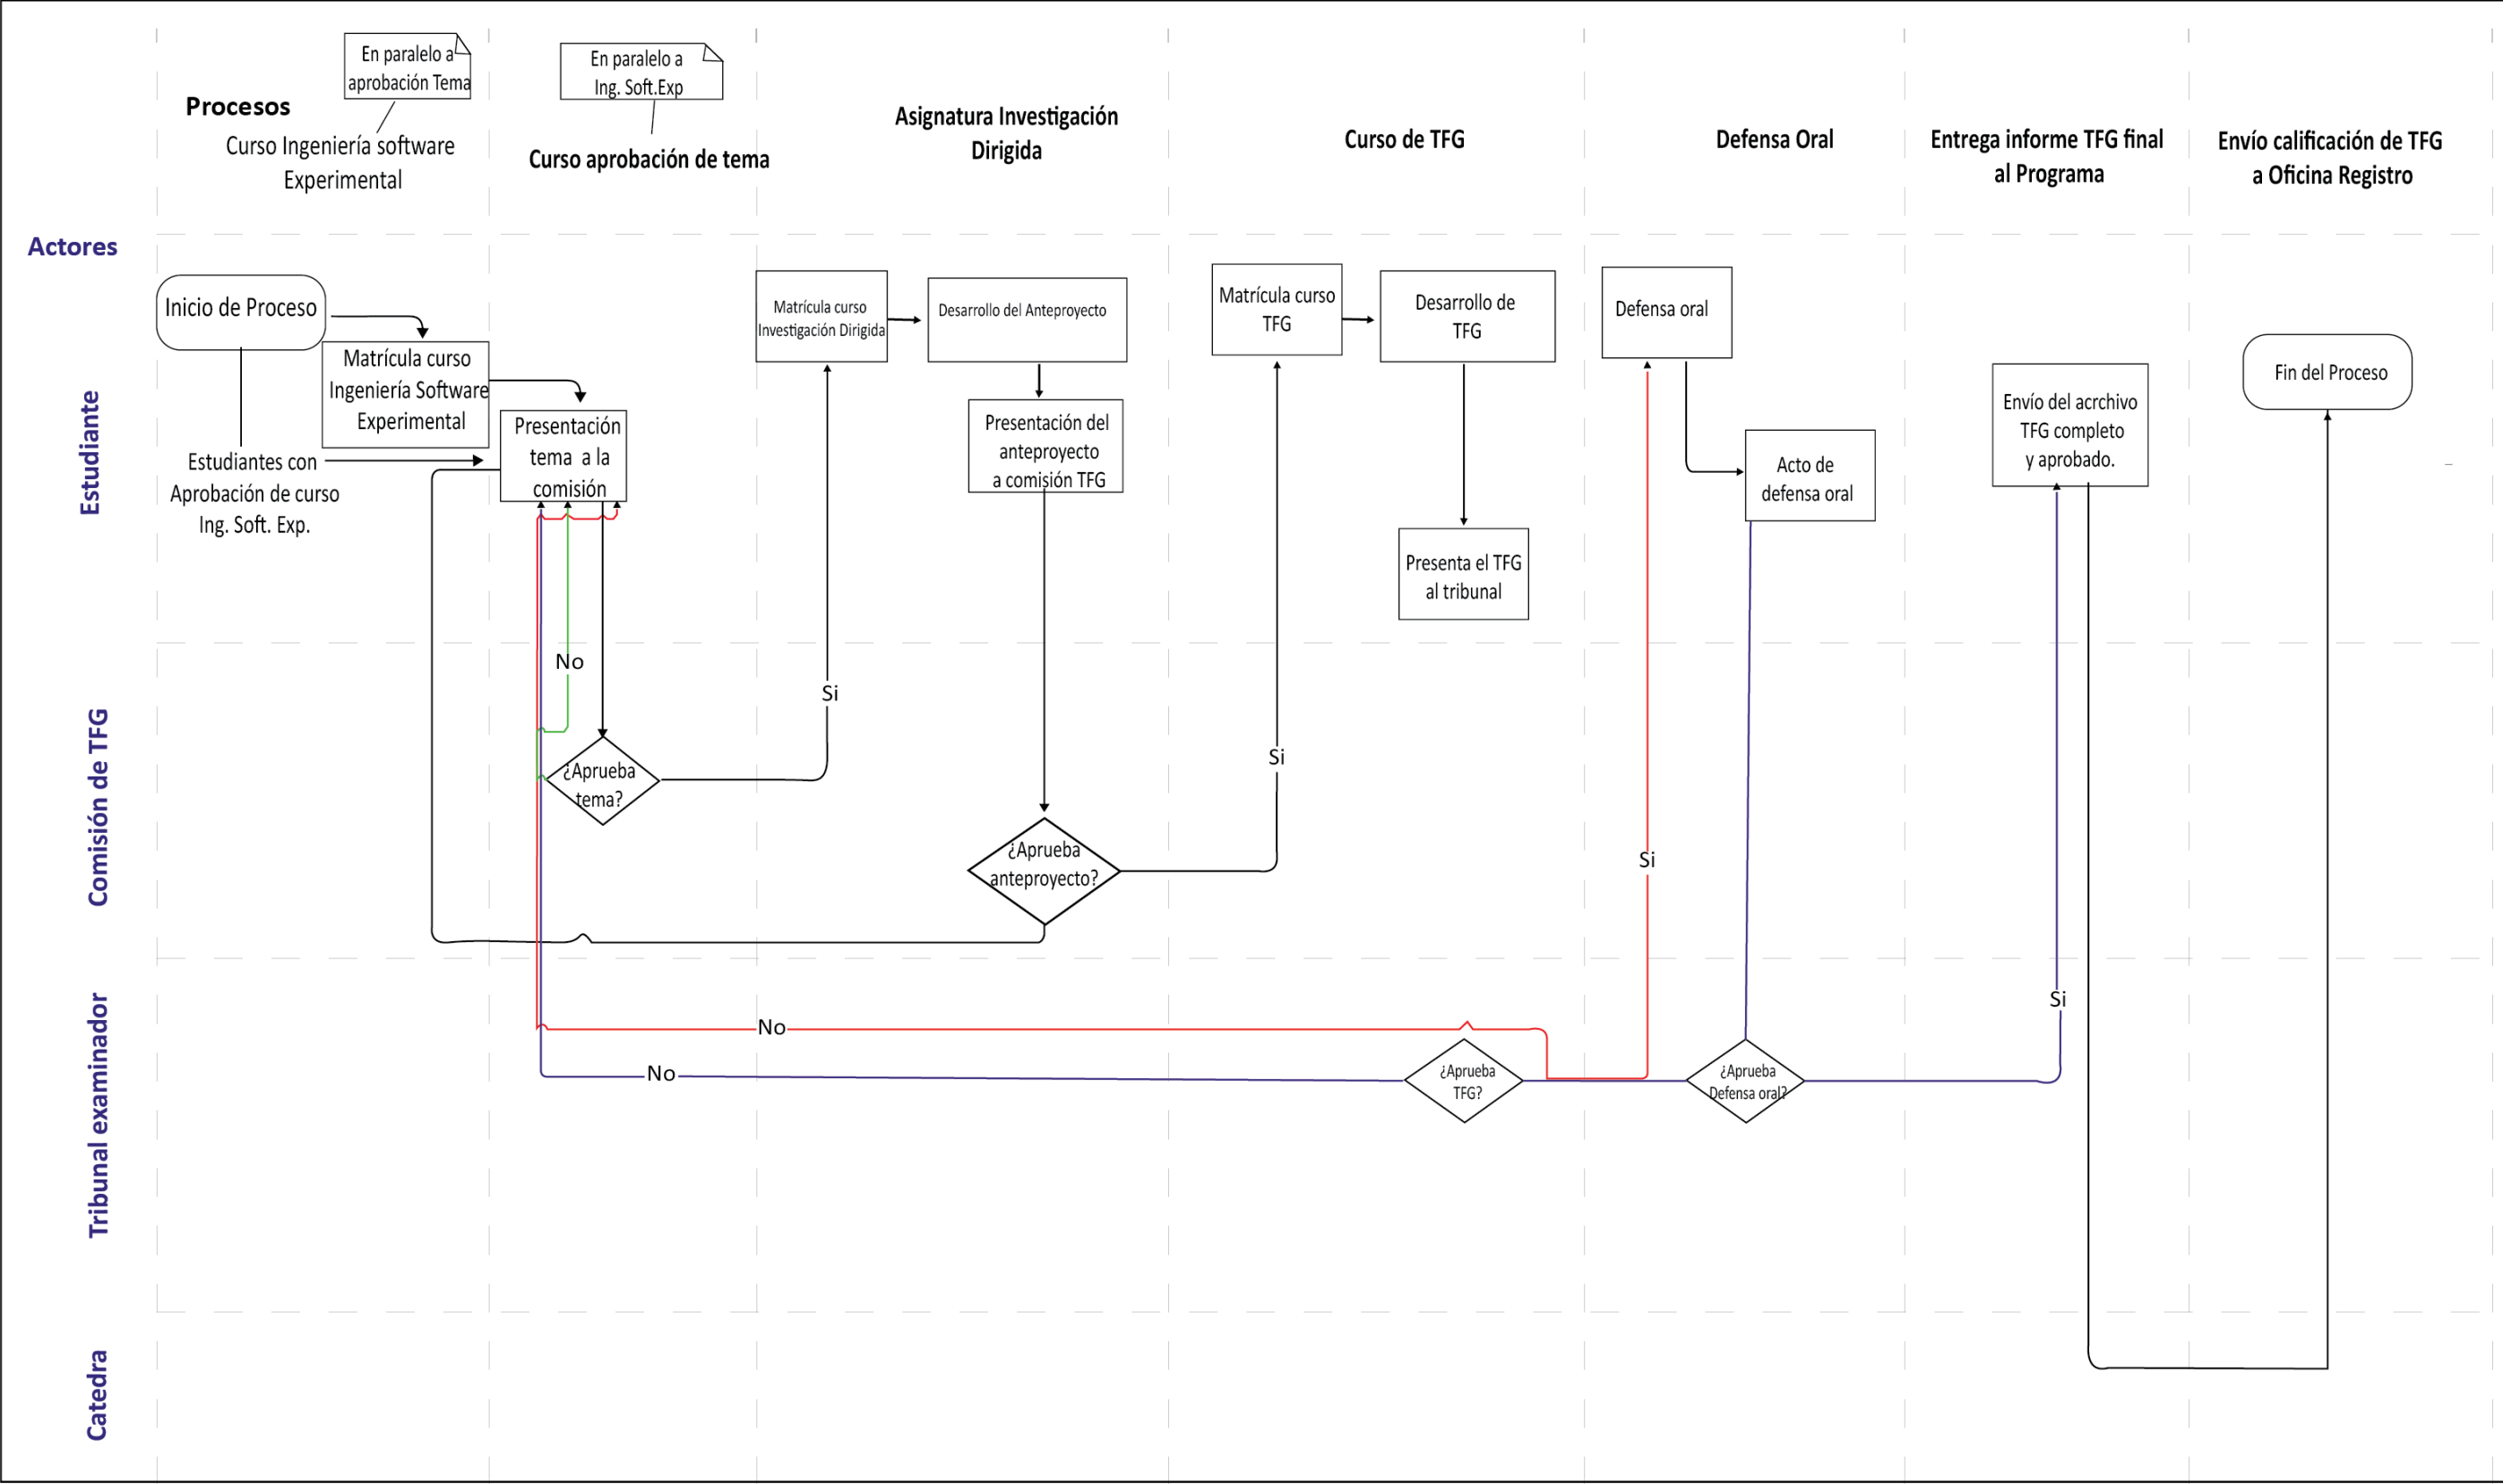 En paralelo a
aprobación Tema
En paralelo a
Ing. Soft.Exp
Procesos
Curso Ingeniería software
Experimental
Curso aprobación de tema
Asignatura Investigación
Dirigida
Curso de TFG
Defensa Oral
Entrega informe TFG final
al Programa
Envío calificación de TFG
a Oficina Registro
Actores
Estudiante
Inicio de Proceso
Matrícula curso
Ingeniería Software
Experimental
Estudiantes con
Aprobación de curso
Ing. Soft. Exp.
Presentación
tema a la
comisión
Matrícula curso
Investigación Dirigida
Desarrollo del Anteproyecto
Presentación del
anteproyecto
a comisión TFG
Matrícula curso
TFG
Desarrollo de
TFG
Presenta el TFG
al tribunal
Defensa oral
Acto de
defensa oral
Envío del acrchivo
TFG completo
y aprobado.
Fin del Proceso
Comisión de TFG
No
¿Aprueba
tema?
Si
¿Aprueba
anteproyecto?
Si
Si
Tribunal examinador
No
No
¿Aprueba
TFG?
¿Aprueba
Defensa oral?
Si
Catedra